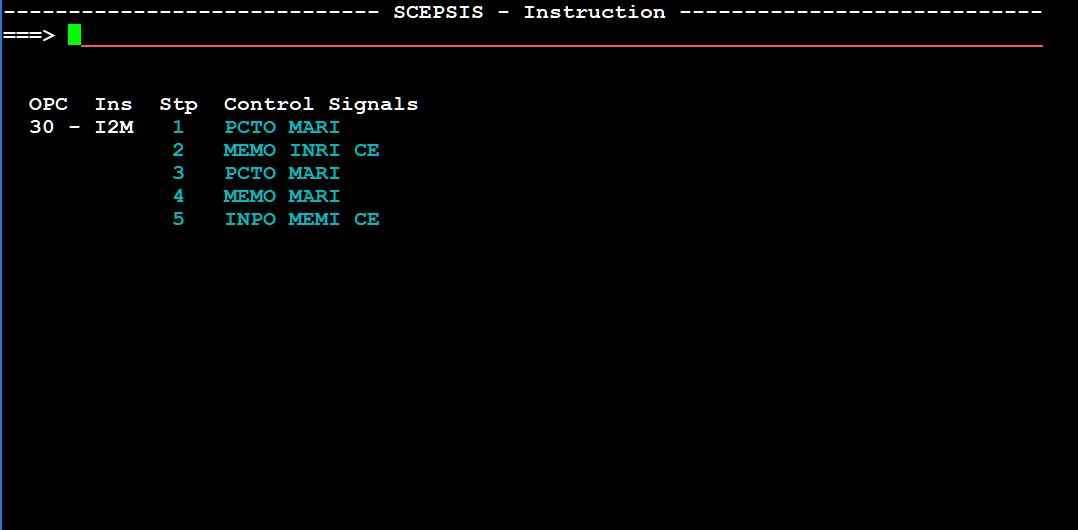 ----------------------------- SCEPSIS - Instruction ----------------------------
===> 
OPC Ins Stp Control Signals
30 - I2M 1 PCTO MARI
2 MEMO INRI CE
3 PCTO MARI
4 MEMO MARI
5 INPO MEMI CE